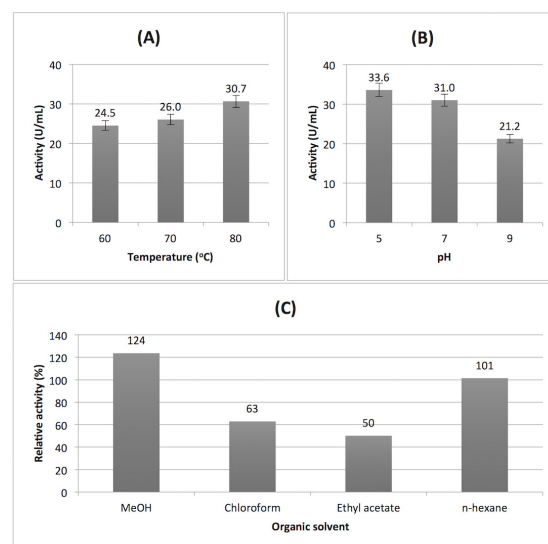 (A)
Activity (U/mL)
40
30
20
10
0
24.5
26.0
30.7
60
70
80
Temperature (°C)
(B)
Activity (U/mL)
40
30
20
10
0
33.6
31.0
21.2
5
7
9
pH
(C)
Relative activity (%)
140
120
100
80
60
40
20
0
124
63
50
101
MeOH
Chloroform
Ethyl acetate
n-hexane
Organic solvent